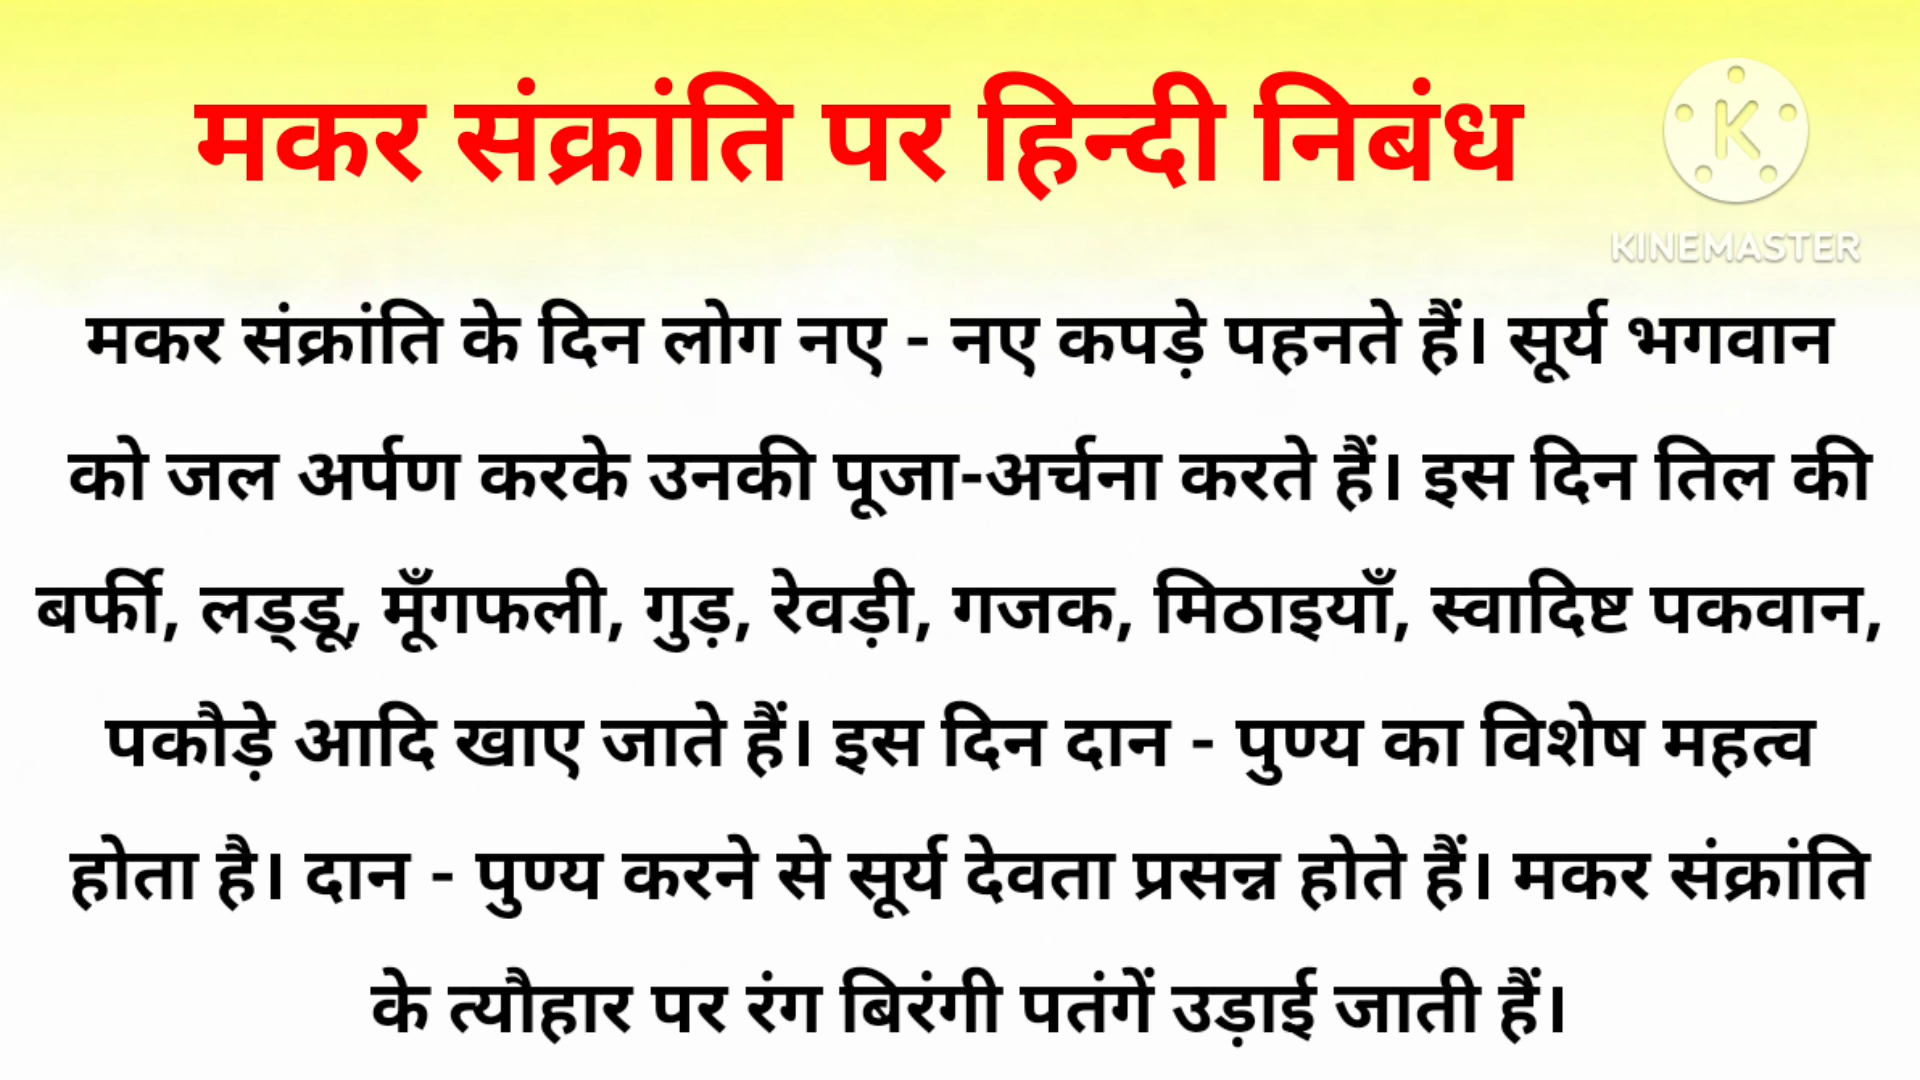 मकर संक्रांति पर हिन्दी निबंध
K
KINEMASTER
मकर संक्रांति के दिन लोग नए - नए कपड़े पहनते हैं। सूर्य भगवान
को जल अर्पण करके उनकी पूजा-अर्चना करते हैं। इस दिन तिल की
बर्फी, लड्डू, मूँगफली, गुड़, रेवड़ी, गजक, मिठाइयाँ, स्वादिष्ट पकवान,
पकौड़े आदि खाए जाते हैं। इस दिन दान - पुण्य का विशेष महत्व
होता है। दान - पुण्य करने से सूर्य देवता प्रसन्न होते हैं। मकर संक्रांति
के त्यौहार पर रंग बिरंगी पतंगें उड़ाई जाती हैं।